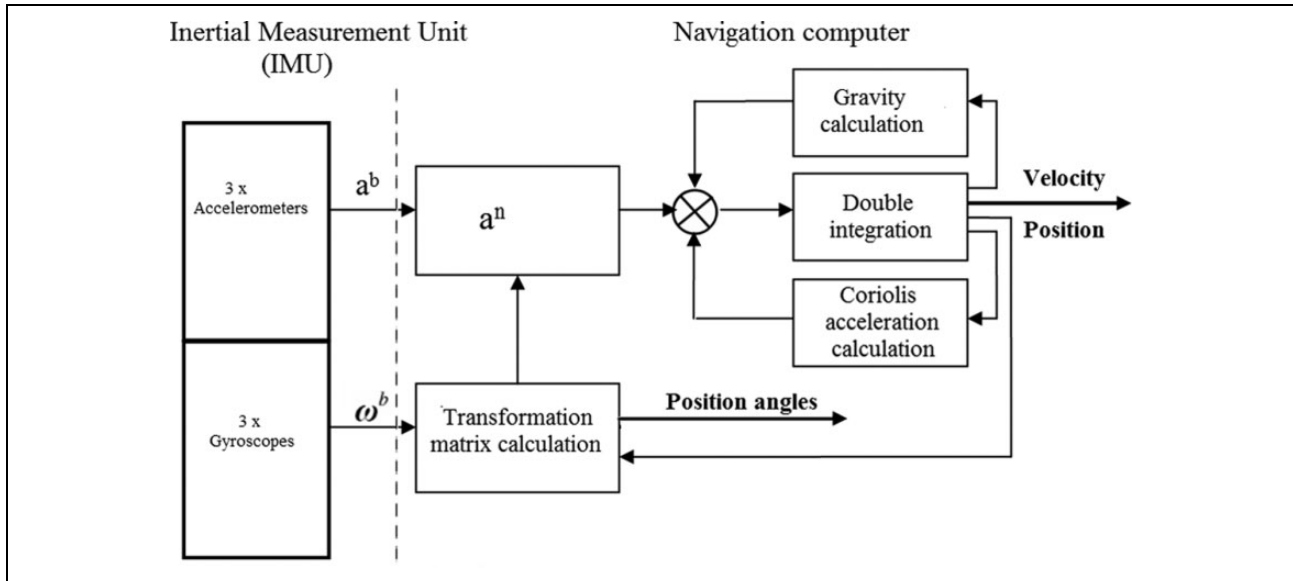 Inertial Measurement Unit
(IMU)
Navigation computer
3 x
Accelerometers
a^b
a^n
Gravity
calculation
Double
integration
Velocity
Position
Coriolis
acceleration
calculation
3 x
Gyroscopes
ω^b
Transformation
matrix calculation
Position angles